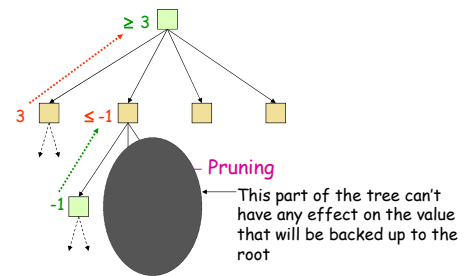 ≥ 3
3
≤ -1
Pruning
-1
This part of the tree can't
have any effect on the value
that will be backed up to the
root